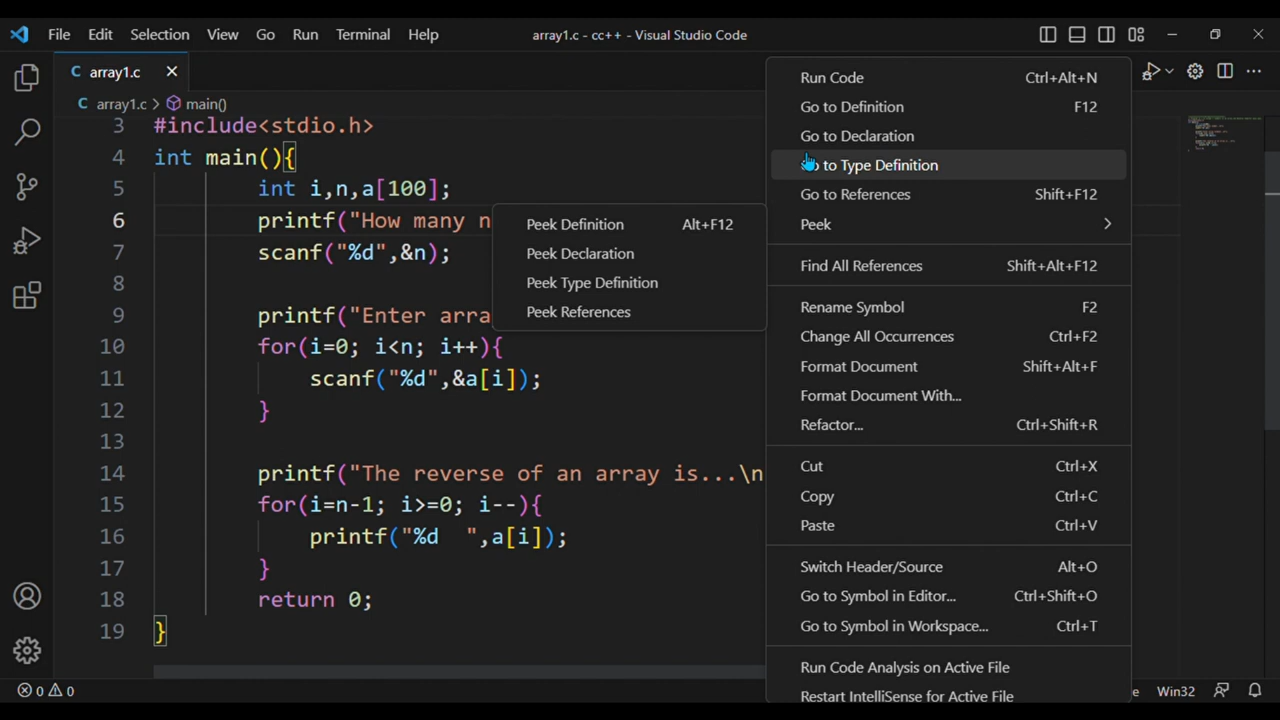 File Edit Selection View Go Run Terminal Help array1.c - cc++ - Visual Studio Code
C array1.c
C array1.c > main()
3 #include<stdio.h>
4 int main(){
5 int i,n,a[100];
6 printf("How many n
7 scanf("%d",&n);
8
9 printf("Enter arra
10 for(i=0; i<n; i++){
11 scanf("%d",&a[i]);
12 }
13
14 printf("The reverse of an array is...\n
15 for(i=n-1; i>=0; i--){
16 printf("%d  ",a[i]);
17 }
18 return 0;
19 }
Peek Definition Alt+F12
Peek Declaration
Peek Type Definition
Peek References
Run Code Ctrl+Alt+N
Go to Definition F12
Go to Declaration
to Type Definition
Go to References Shift+F12
Peek >
Find All References Shift+Alt+F12
Rename Symbol F2
Change All Occurrences Ctrl+F2
Format Document Shift+Alt+F
Format Document With...
Refactor... Ctrl+Shift+R
Cut Ctrl+X
Copy Ctrl+C
Paste Ctrl+V
Switch Header/Source Alt+O
Go to Symbol in Editor... Ctrl+Shift+O
Go to Symbol in Workspace... Ctrl+T
Run Code Analysis on Active File
Restart IntelliSense for Active File
0 0 e Win32